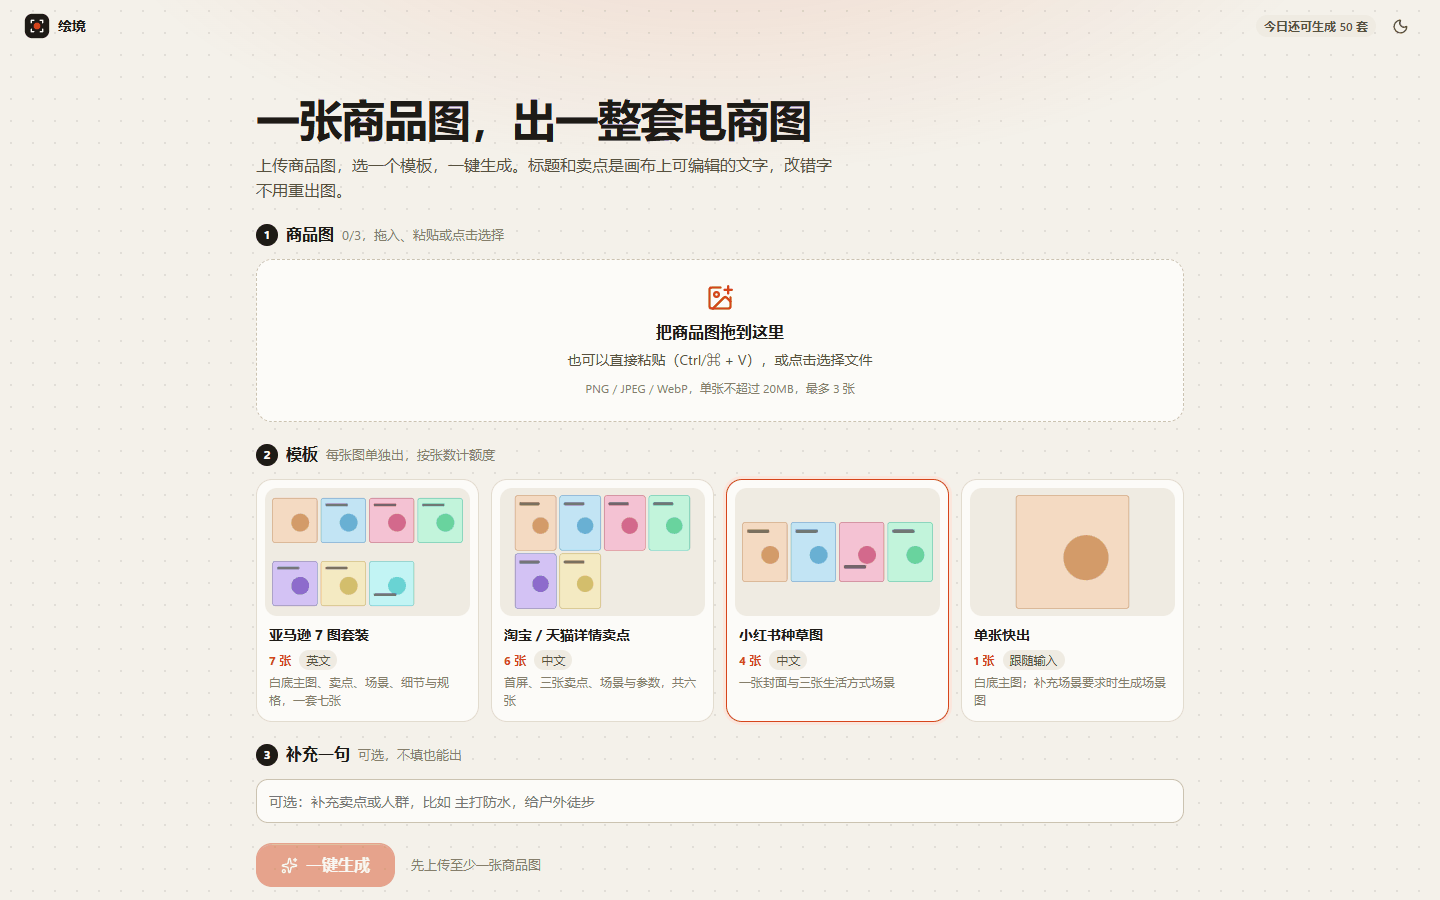 绘境
今日还可生成 50 套
一张商品图，出一整套电商图
上传商品图，选一个模板，一键生成。标题和卖点是画布上可编辑的文字，改错字
不用重出图。
1 商品图 0/3，拖入、粘贴或点击选择
把商品图拖到这里
也可以直接粘贴（Ctrl/⌘ + V），或点击选择文件
PNG / JPEG / WebP，单张不超过 20MB，最多 3 张
2 模板 每张图单独出，按张数计额度
亚马逊 7 图套装
7 张 英文
白底主图、卖点、场景、细节与规
格，一套七张
淘宝 / 天猫详情卖点
6 张 中文
首屏、三张卖点、场景与参数，共六
张
小红书种草图
4 张 中文
一张封面与三张生活方式场景
单张快出
1 张 跟随输入
白底主图；补充场景要求时生成场景
图
3 补充一句 可选，不填也能出
可选：补充卖点或人群，比如 主打防水，给户外徒步
一键生成
先上传至少一张商品图